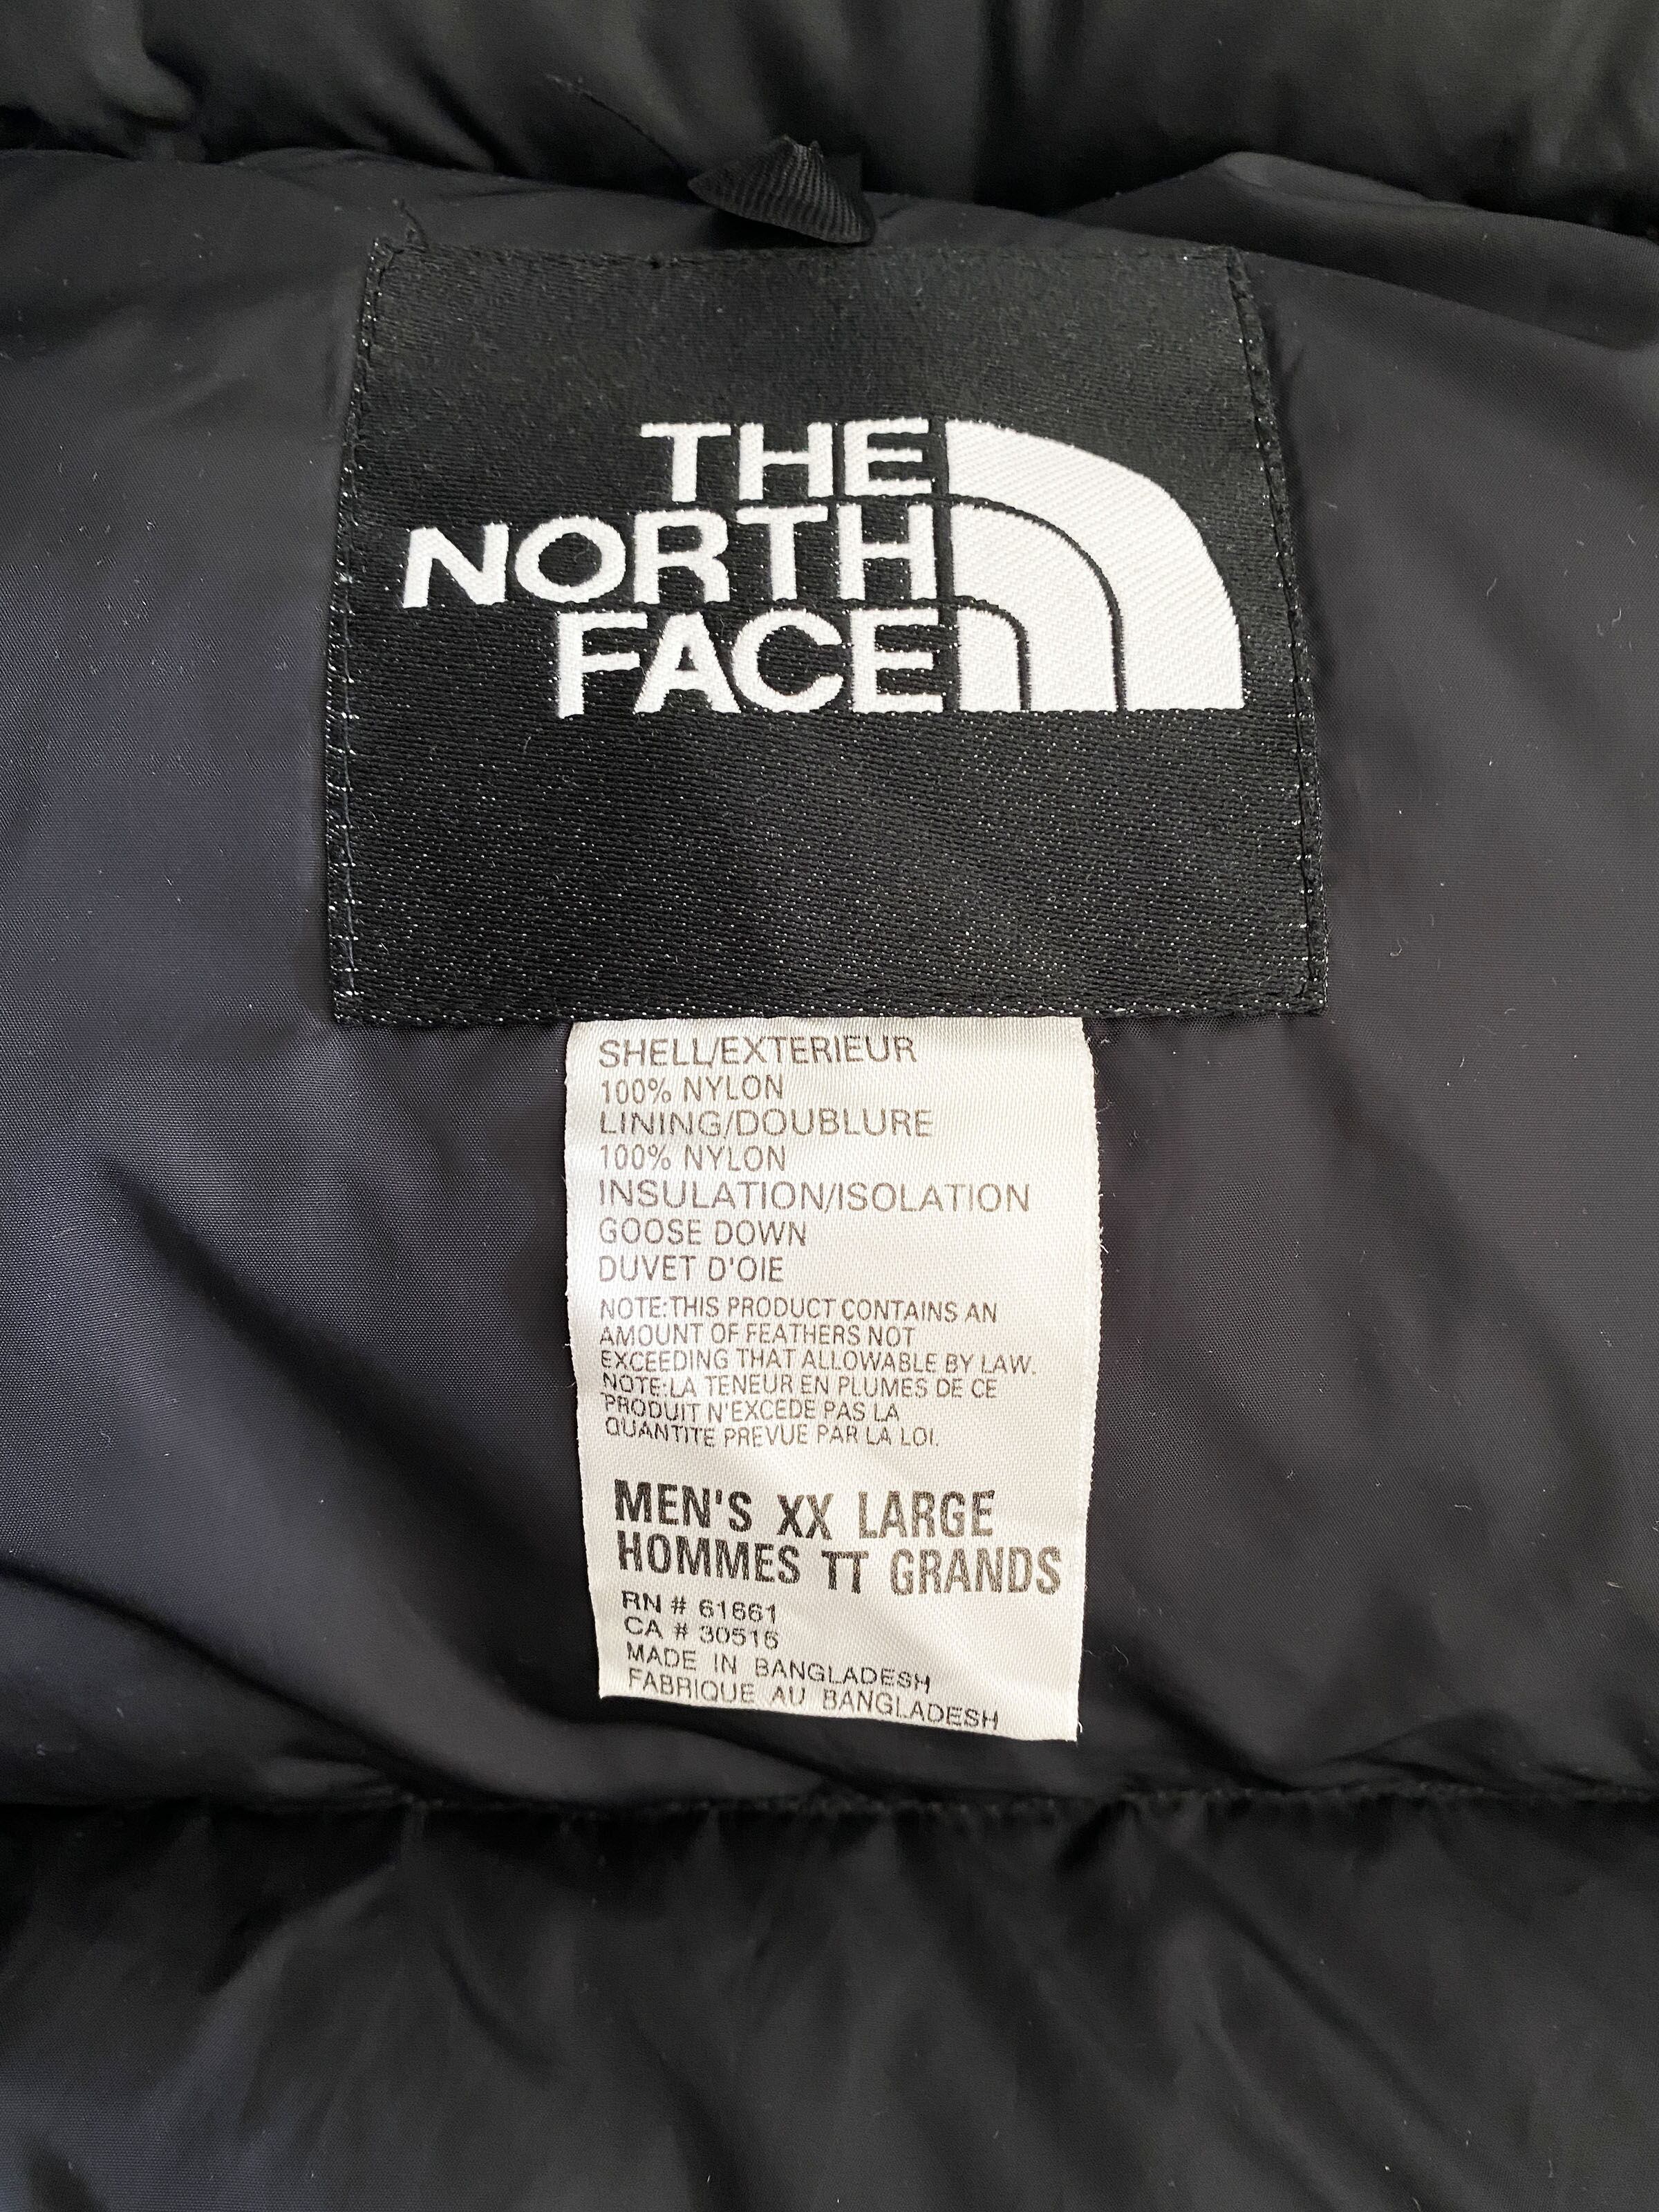 THE
NORTH
FACE
SHELL/EXTERIEUR
100% NYLON
LINING/DOUBLURE
100% NYLON
INSULATION/ISOLATION
GOOSE DOWN
DUVET D'OIE
NOTE:THIS PRODUCT CONTAINS AN
AMOUNT OF FEATHERS NOT
EXCEEDING THAT ALLOWABLE BY LAW.
NOTE:LA TENEUR EN PLUMES DE CE
PRODUIT N'EXCEDE PAS LA
QUANTITE PREVUE PAR LA LOI.
MEN'S XX LARGE
HOMMES TT GRANDS
RN # 61661
CA # 30516
MADE IN BANGLADESH
FABRIQUE AU BANGLADESH